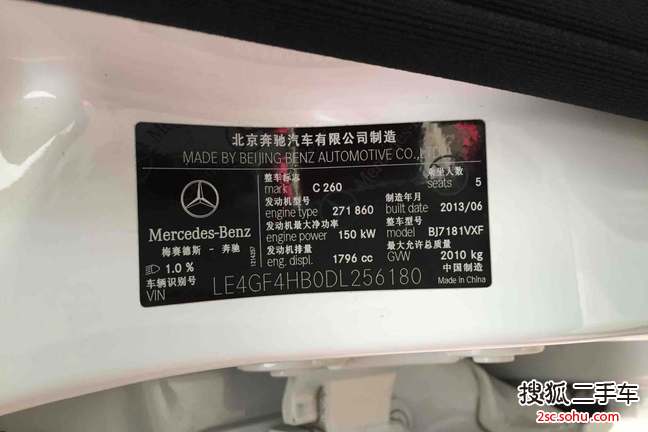 北京奔驰汽车有限公司制造
MADE BY BEIJING BENZ AUTOMOTIVE CO.,
整车标志 乘坐人数
mark C 260 seats 5
发动机型号 制造年月
engine type 271 860 built date 2013/06
发动机最大净功率 整车型号
engine power 150 kW model BJ7181VXF
发动机排量 最大允许总质量
eng. displ. 1796 cc GVW 2010 kg
Mercedes-Benz
梅赛德斯 - 奔驰
1.0 %
车辆识别号 中国制造
VIN LE4GF4HB0DL256180 Made in China
搜狐二手车
2sc.sohu.com